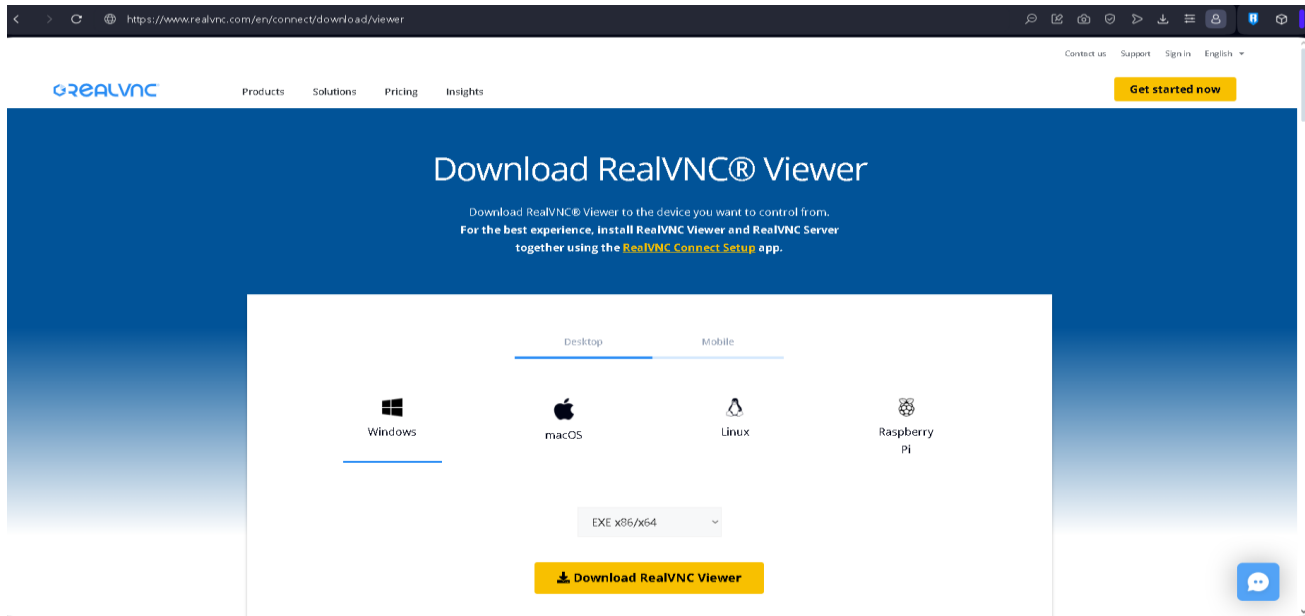 https://www.realvnc.com/en/connect/download/viewer
Contact us Support Sign in English
REALVNC
Products Solutions Pricing Insights
Get started now
Download RealVNC® Viewer
Download RealVNC® Viewer to the device you want to control from.
For the best experience, install RealVNC Viewer and RealVNC Server
together using the RealVNC Connect Setup app.
Desktop Mobile
Windows macOS Linux Raspberry
Pi
EXE x86/x64
Download RealVNC Viewer